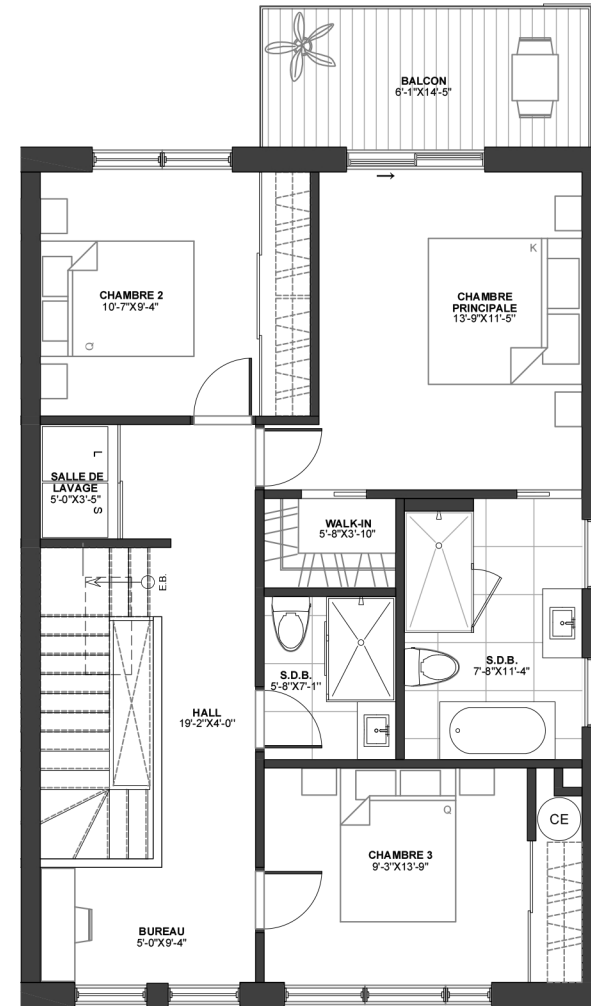 BALCON
6'-1"X14'-5"
CHAMBRE 2
10'-7"X9'-4"
K
CHAMBRE
PRINCIPALE
13'-9"X11'-5"
Q
L
SALLE DE
LAVAGE
5'-0"X3'-5"
S
WALK-IN
5'-8"X3'-10"
E.B.
S.D.B.
5'-8"X7'-1"
S.D.B.
7'-8"X11'-4"
HALL
19'-2"X4'-0"
Q
CE
CHAMBRE 3
9'-3"X13'-9"
BUREAU
5'-0"X9'-4"